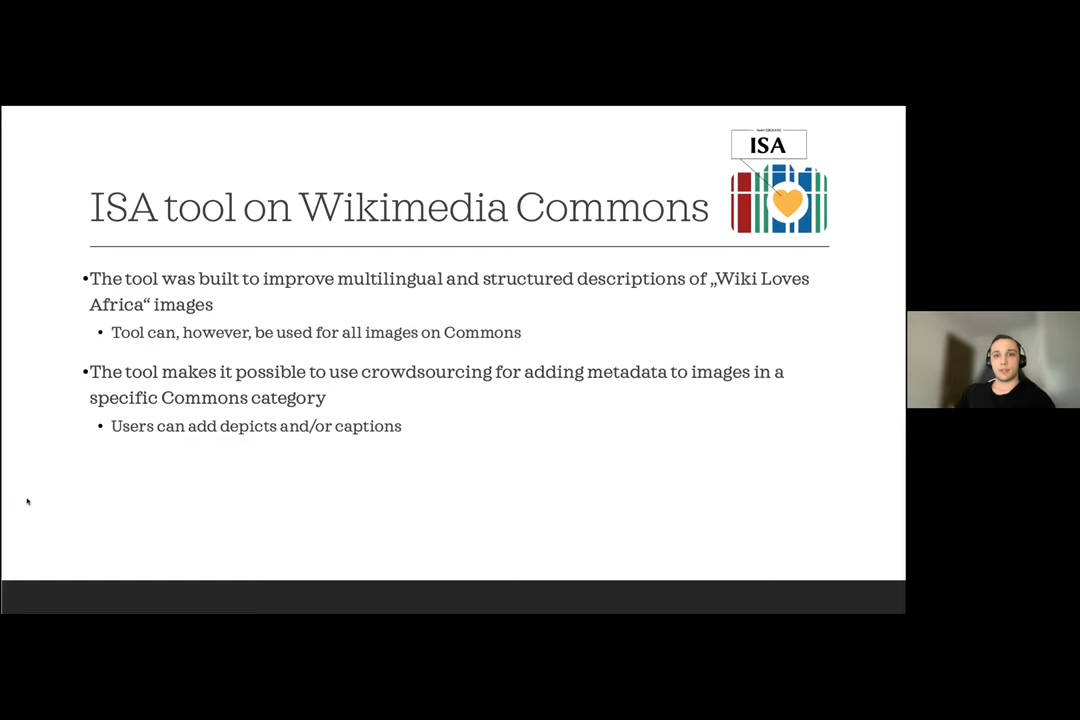 ISA
ISA tool on Wikimedia Commons
•The tool was built to improve multilingual and structured descriptions of „Wiki Loves
Africa“ images
• Tool can, however, be used for all images on Commons
•The tool makes it possible to use crowdsourcing for adding metadata to images in a
specific Commons category
• Users can add depicts and/or captions